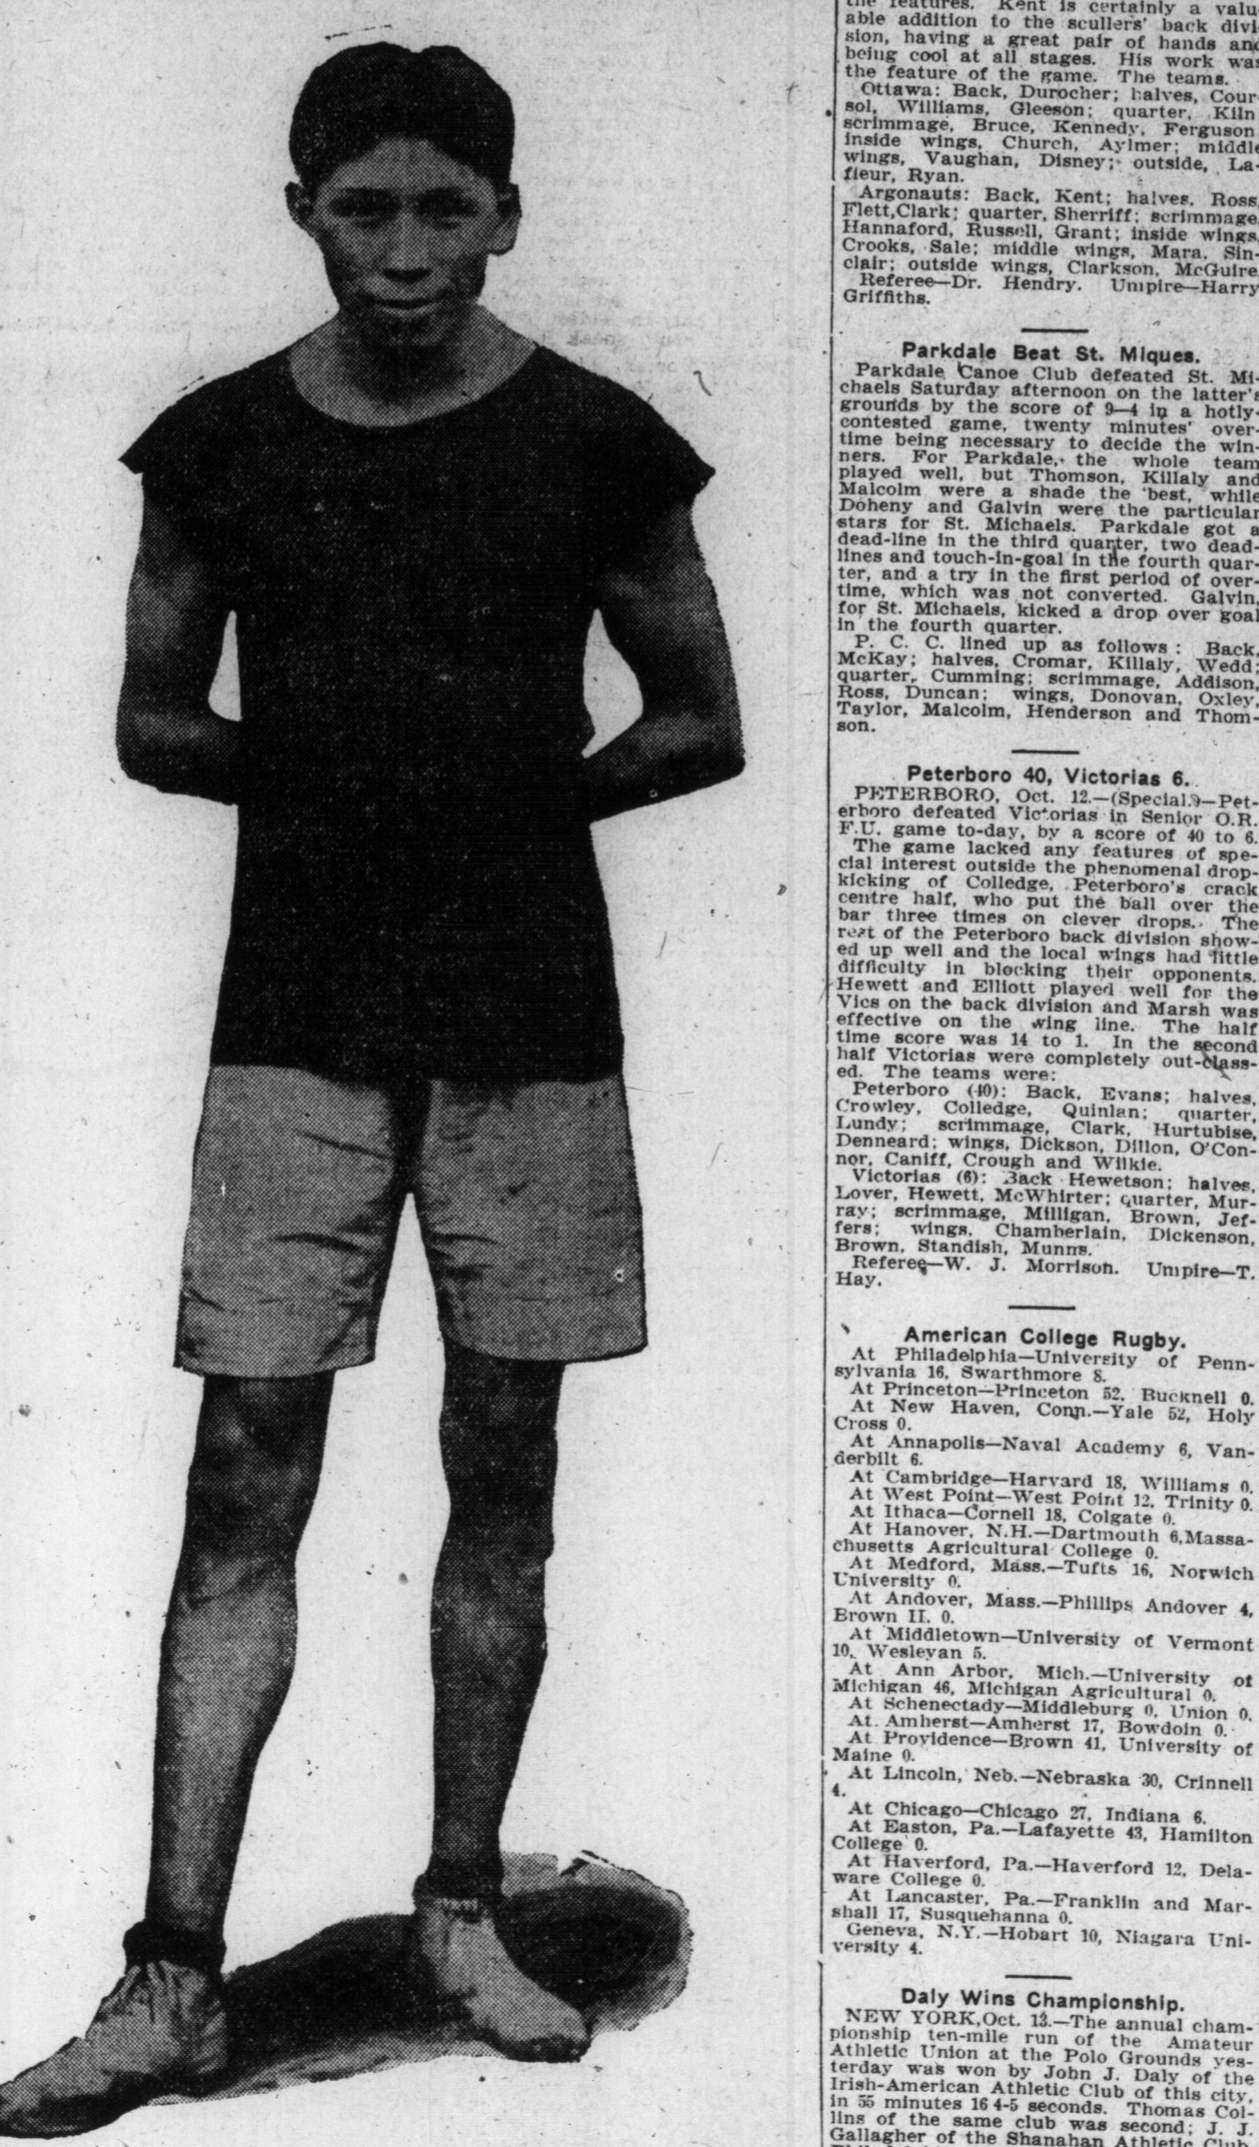 the features. Kent is certainly a valu-
able addition to the scullers' back divi-
sion, having a great pair of hands and
being cool at all stages. His work was
the feature of the game. The teams.
Ottawa: Back, Durocher; halves, Cour-
sol, Williams, Gleeson; quarter, Kiln
scrimmage, Bruce, Kennedy, Ferguson
inside wings, Church, Aylmer; middle
wings, Vaughan, Disney; outside, La-
fleur, Ryan.
Argonauts: Back, Kent; halves, Ross,
Flett,Clark; quarter, Sherriff; scrimmage,
Hannaford, Russell, Grant; inside wings,
Crooks, Sale; middle wings, Mara, Sin-
clair; outside wings, Clarkson, McGuire.
Referee—Dr. Hendry. Umpire—Harry
Griffiths.
Parkdale Beat St. Miques.
Parkdale Canoe Club defeated St. Mi-
chaels Saturday afternoon on the latter's
grounds by the score of 9—4 in a hotly-
contested game, twenty minutes' over-
time being necessary to decide the win-
ners. For Parkdale, the whole team
played well, but Thomson, Killaly and
Malcolm were a shade the best, while
Doheny and Galvin were the particular
stars for St. Michaels. Parkdale got a
dead-line in the third quarter, two dead-
lines and touch-in-goal in the fourth quar-
ter, and a try in the first period of over-
time, which was not converted. Galvin,
for St. Michaels, kicked a drop over goal
in the fourth quarter.
P. C. C. lined up as follows: Back,
McKay; halves, Cromar, Killaly, Wedd;
quarter, Cumming; scrimmage, Addison,
Ross, Duncan; wings, Donovan, Oxley,
Taylor, Malcolm, Henderson and Thom-
son.
Peterboro 40, Victorias 6.
PETERBORO, Oct. 12.—(Special.)—Pet-
erboro defeated Victorias in Senior O.R.
F.U. game to-day, by a score of 40 to 6.
The game lacked any features of spe-
cial interest outside the phenomenal drop-
kicking of Colledge, Peterboro's crack
centre half, who put the ball over the
bar three times on clever drops. The
rest of the Peterboro back division show-
ed up well and the local wings had little
difficulty in blocking their opponents.
Hewett and Elliott played well for the
Vics on the back division and Marsh was
effective on the wing line. The half
time score was 14 to 1. In the second
half Victorias were completely out-class-
ed. The teams were:
Peterboro (40): Back, Evans; halves,
Crowley, Colledge, Quinlan; quarter,
Lundy; scrimmage, Clark, Hurtubise,
Denneard; wings, Dickson, Dillon, O'Con-
nor, Caniff, Crough and Wilkie.
Victorias (6): Back Hewetson; halves,
Lover, Hewett, McWhirter; quarter, Mur-
ray; scrimmage, Milligan, Brown, Jef-
fers; wings, Chamberlain, Dickenson,
Brown, Standish, Munns.
Referee—W. J. Morrison. Umpire—T.
Hay.
American College Rugby.
At Philadelphia—University of Penn-
sylvania 16, Swarthmore 8.
At Princeton—Princeton 52, Bucknell 0.
At New Haven, Conn.—Yale 52, Holy
Cross 0.
At Annapolis—Naval Academy 6, Van-
derbilt 6.
At Cambridge—Harvard 18, Williams 0.
At West Point—West Point 12, Trinity 0.
At Ithaca—Cornell 18, Colgate 0.
At Hanover, N.H.—Dartmouth 6,Massa-
chusetts Agricultural College 0.
At Medford, Mass.—Tufts 16, Norwich
University 0.
At Andover, Mass.—Phillips Andover 4,
Brown II. 0.
At Middletown—University of Vermont
10, Wesleyan 5.
At Ann Arbor, Mich.—University of
Michigan 46, Michigan Agricultural 0.
At Schenectady—Middleburg 0, Union 0.
At Amherst—Amherst 17, Bowdoin 0.
At Providence—Brown 41, University of
Maine 0.
At Lincoln, Neb.—Nebraska 30, Crinnell
4.
At Chicago—Chicago 27, Indiana 6.
At Easton, Pa.—Lafayette 43, Hamilton
College 0.
At Haverford, Pa.—Haverford 12, Dela-
ware College 0.
At Lancaster, Pa.—Franklin and Mar-
shall 17, Susquehanna 0.
Geneva, N.Y.—Hobart 10, Niagara Uni-
versity 4.
Daly Wins Championship.
NEW YORK,Oct. 13.—The annual cham-
pionship ten-mile run of the Amateur
Athletic Union at the Polo Grounds yes-
terday was won by John J. Daly of the
Irish-American Athletic Club of this city,
in 55 minutes 16 4-5 seconds. Thomas Col-
lins of the same club was second; J. J.
Gallagher of the Shanahan Athletic Club,